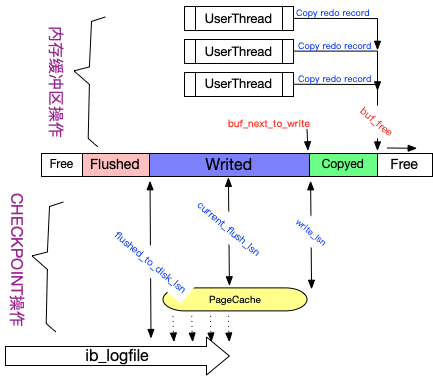 UserThread
Copy redo record
UserThread
Copy redo record
UserThread
Copy redo record
内存缓冲区操作
buf_next_to_write
buf_free
Free
Flushed
Writed
Copyed
Free
CHECKPOINT操作
flushed_to_disk_lsn
current_flush_lsn
write_lsn
PageCache
ib_logfile